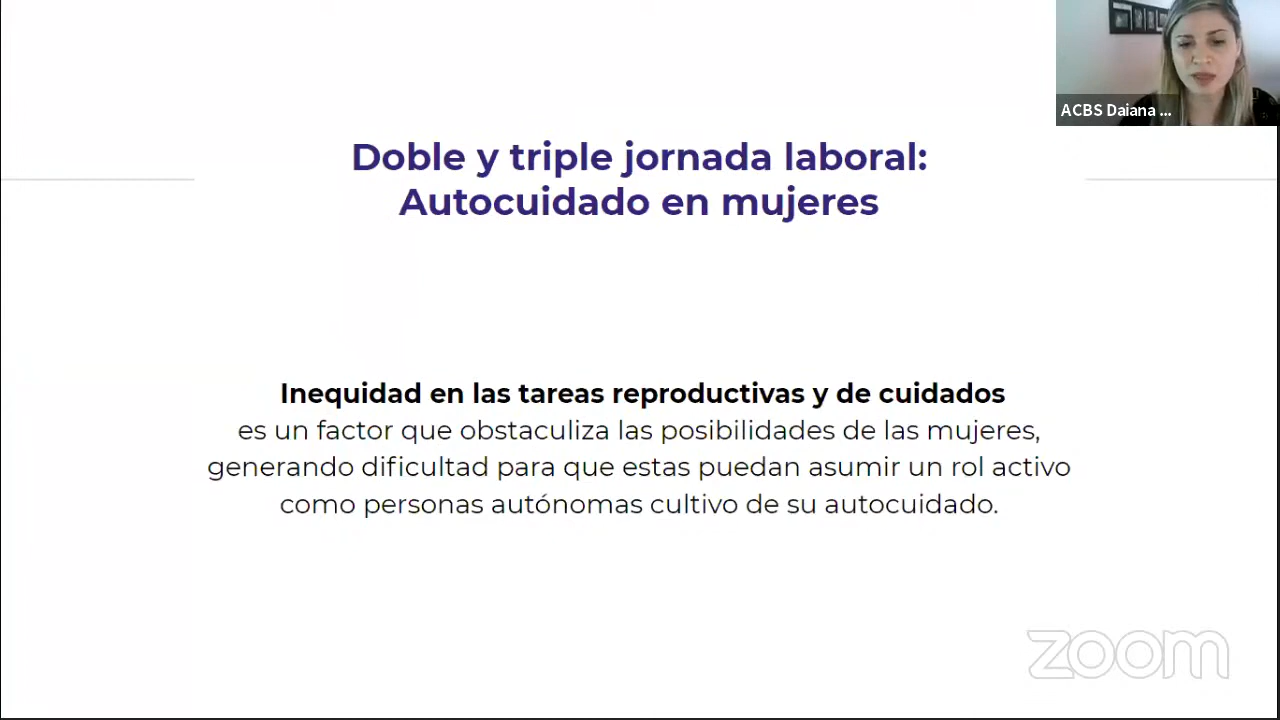 ACBS Daiana ...
Doble y triple jornada laboral:
Autocuidado en mujeres
Inequidad en las tareas reproductivas y de cuidados
es un factor que obstaculiza las posibilidades de las mujeres,
generando dificultad para que estas puedan asumir un rol activo
como personas autónomas cultivo de su autocuidado.
zoom